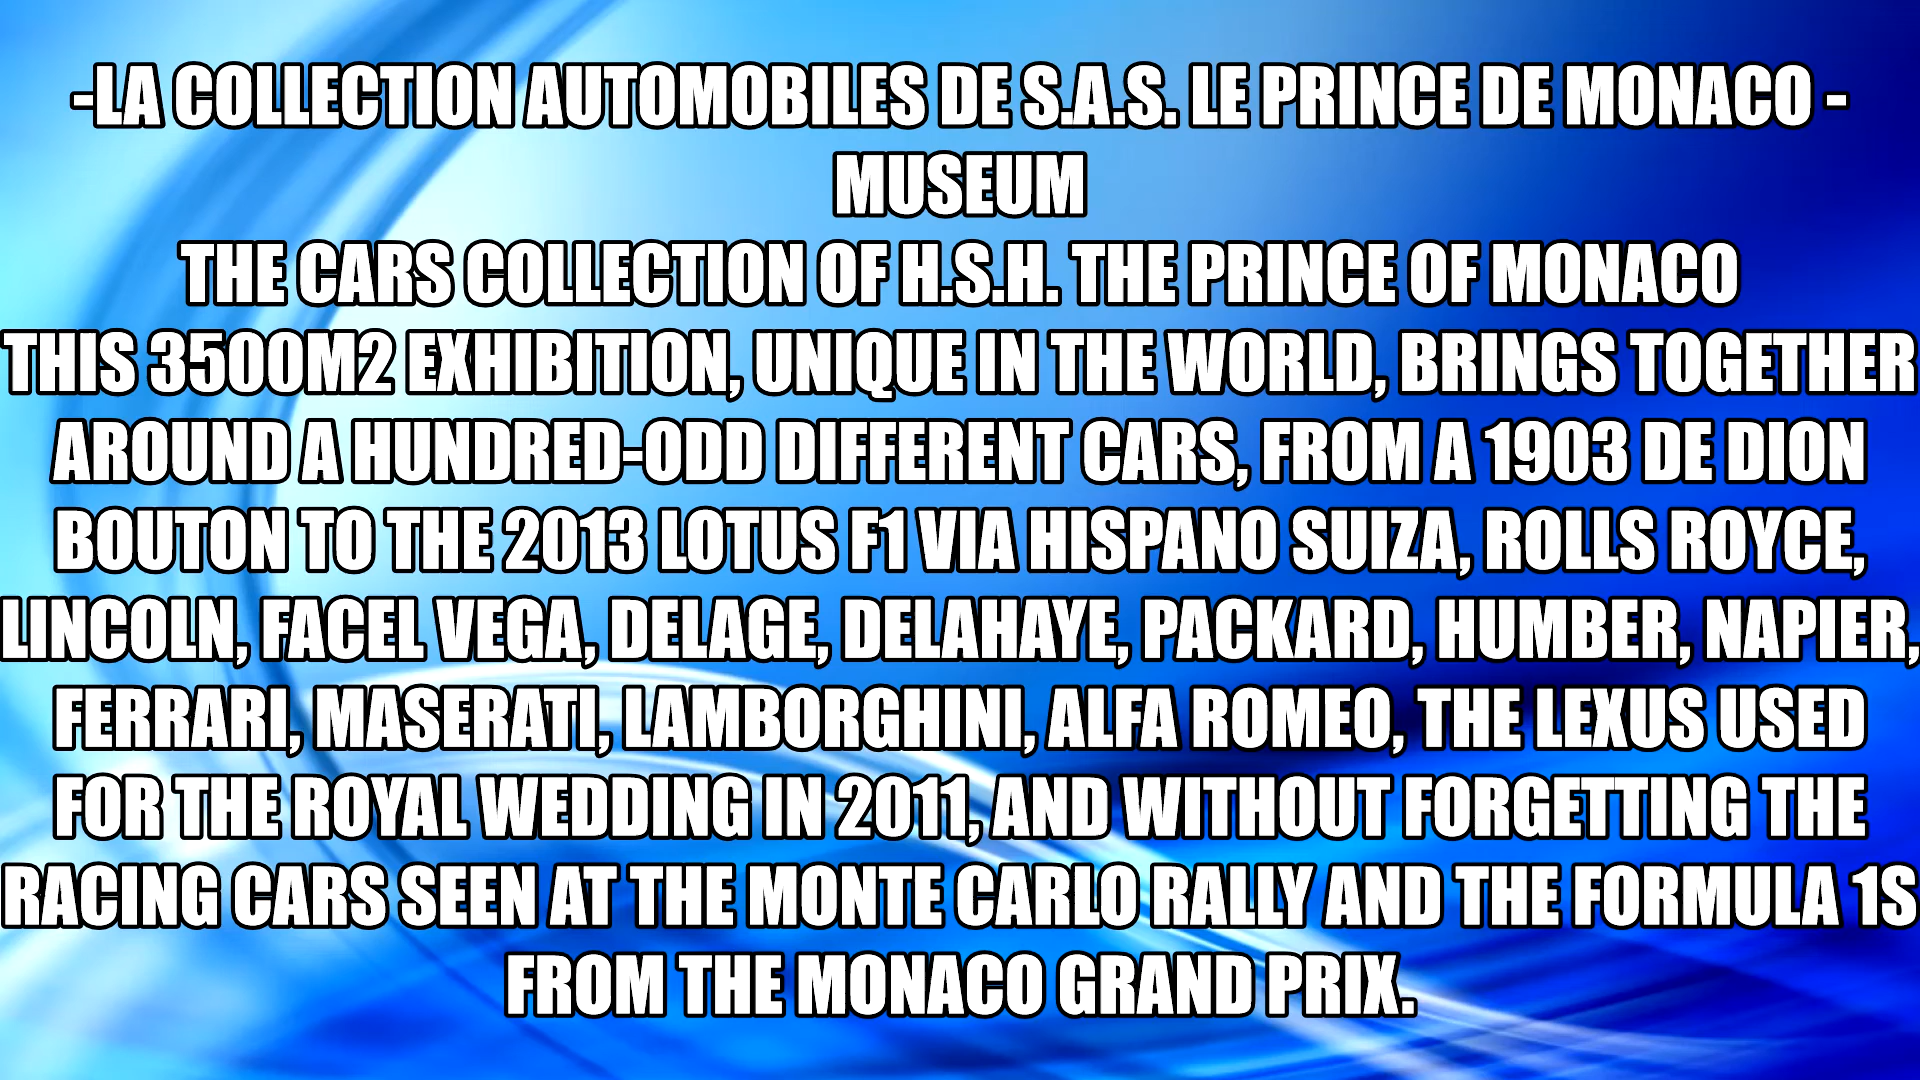 -LA COLLECTION AUTOMOBILES DE S.A.S. LE PRINCE DE MONACO -
MUSEUM
THE CARS COLLECTION OF H.S.H. THE PRINCE OF MONACO
THIS 3500M2 EXHIBITION, UNIQUE IN THE WORLD, BRINGS TOGETHER
AROUND A HUNDRED-ODD DIFFERENT CARS, FROM A 1903 DE DION
BOUTON TO THE 2013 LOTUS F1 VIA HISPANO SUIZA, ROLLS ROYCE,
LINCOLN, FACEL VEGA, DELAGE, DELAHAYE, PACKARD, HUMBER, NAPIER,
FERRARI, MASERATI, LAMBORGHINI, ALFA ROMEO, THE LEXUS USED
FOR THE ROYAL WEDDING IN 2011, AND WITHOUT FORGETTING THE
RACING CARS SEEN AT THE MONTE CARLO RALLY AND THE FORMULA 1S
FROM THE MONACO GRAND PRIX.